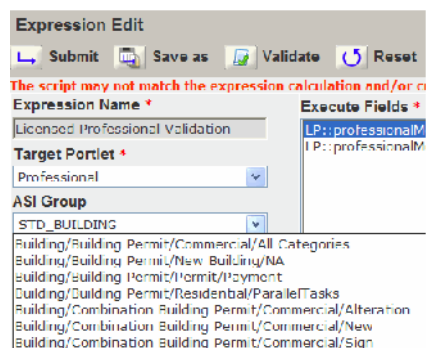 Expression Edit
Submit Save as Validate Reset
The script may not match the expression calculation and/or
Expression Name *
Execute Fields *
Licensed Professional Validation
LP::professionalM
LP::professionalM
Target Portlet *
Professional
ASI Group
STD_BUILDING
Building/Building Permit/Commercial/All Categories
Building/Building Permit/New Building/NA
Building/Building Permit/Permit/Payment
Building/Building Permit/Residential/ParallelTasks
Building/Combination Building Permit/Commercial/Alteration
Building/Combination Building Permit/Commercial/New
Building/Combination Building Permit/Commercial/Sign